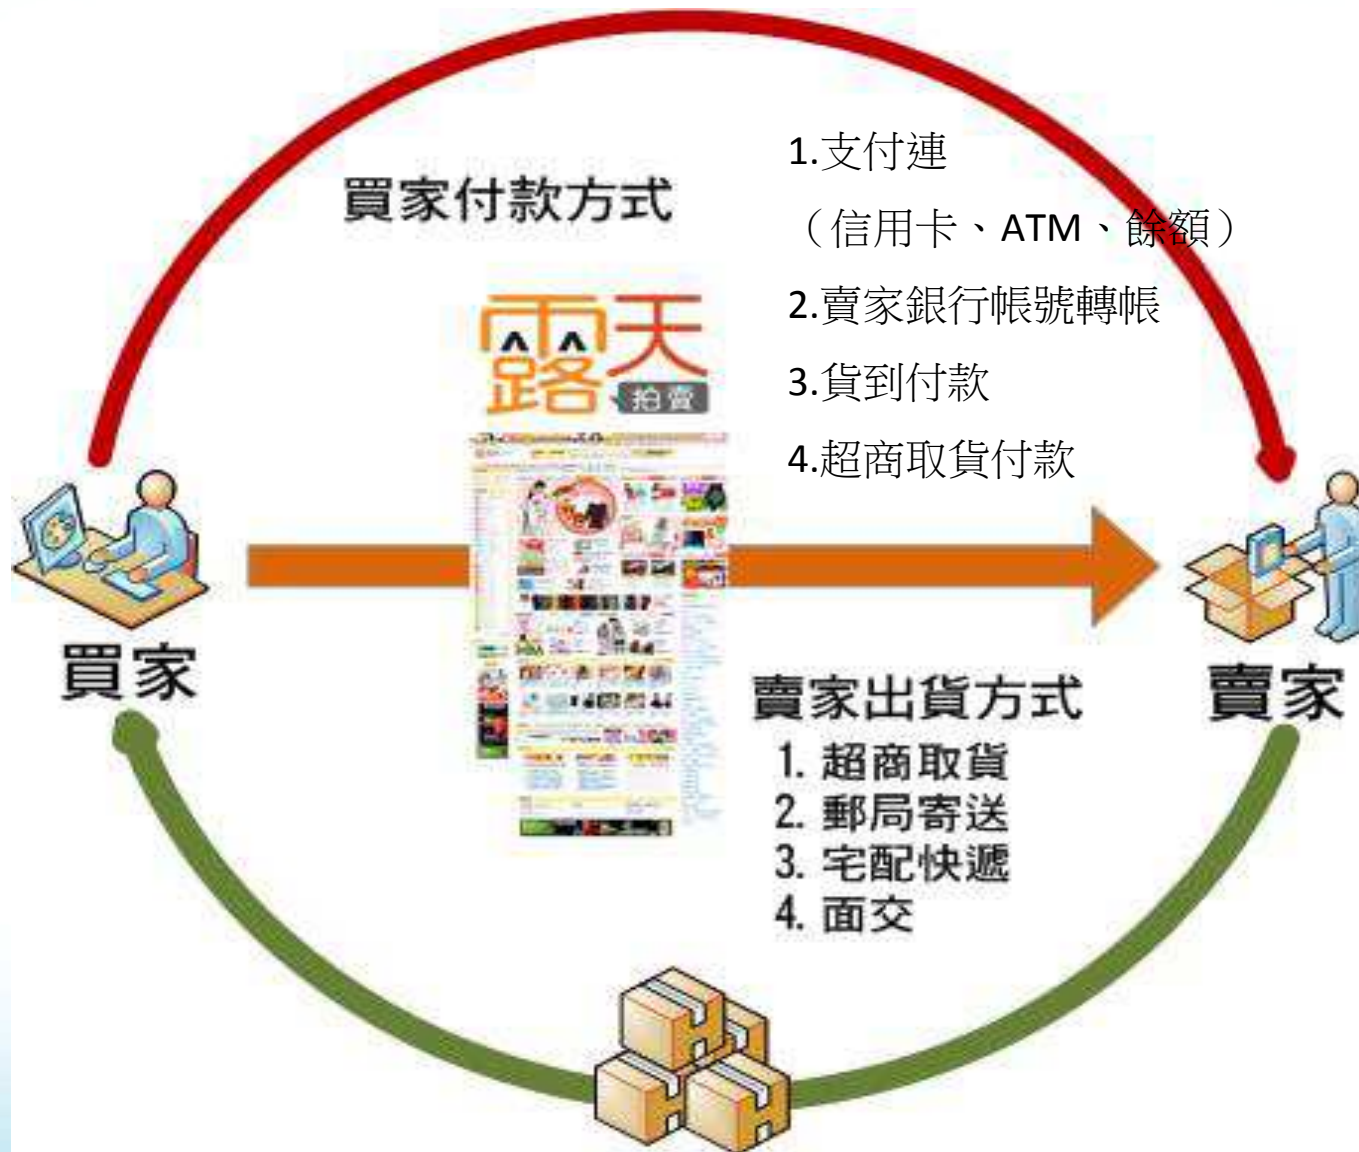 買家付款方式
1.支付連
（信用卡、ATM、餘額）
2.賣家銀行帳號轉帳
3.貨到付款
4.超商取貨付款
露天
拍賣
買家
賣家
賣家出貨方式
1. 超商取貨
2. 郵局寄送
3. 宅配快遞
4. 面交